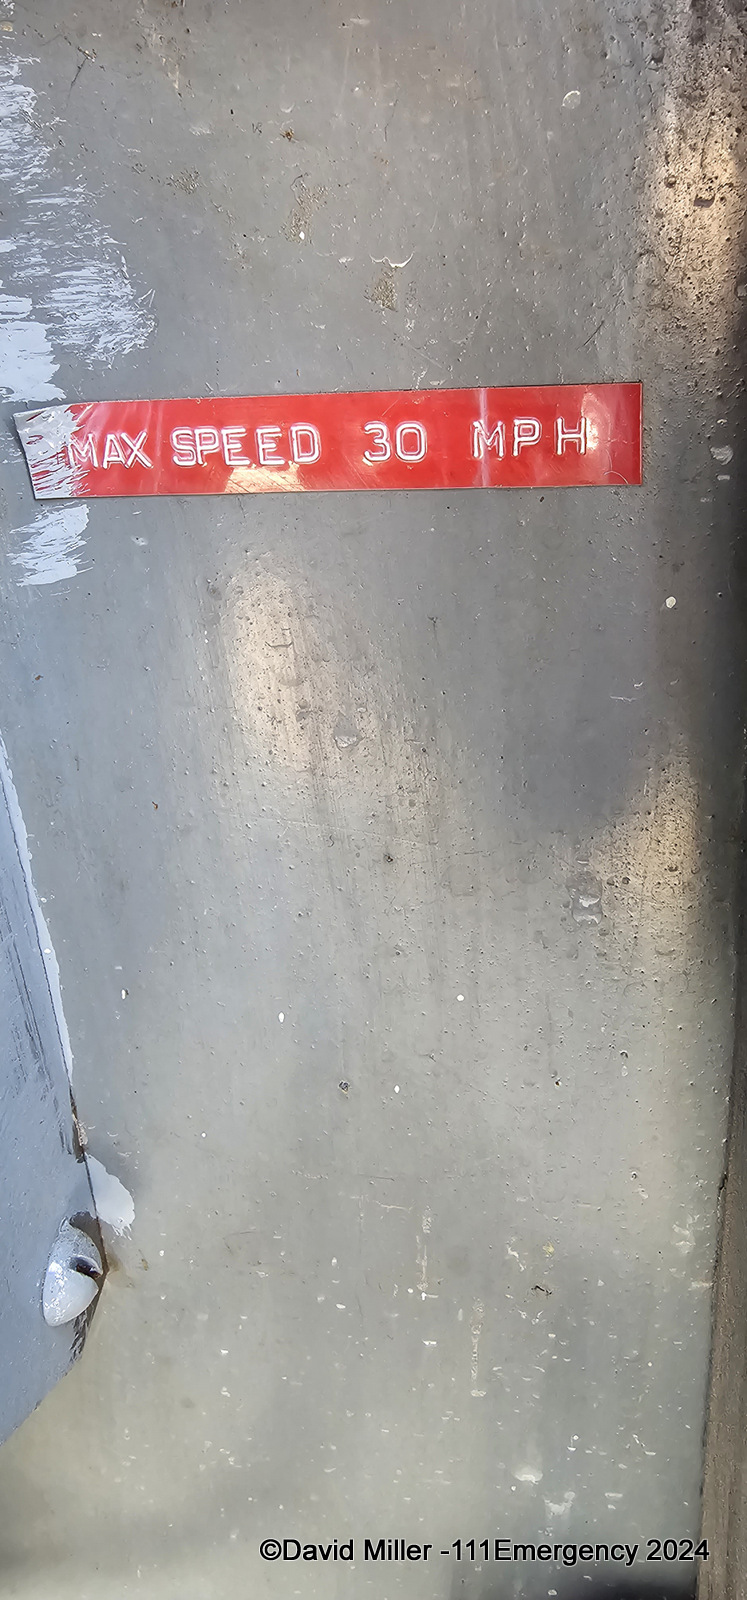 MAX SPEED 30 MPH
©David Miller -111Emergency 2024